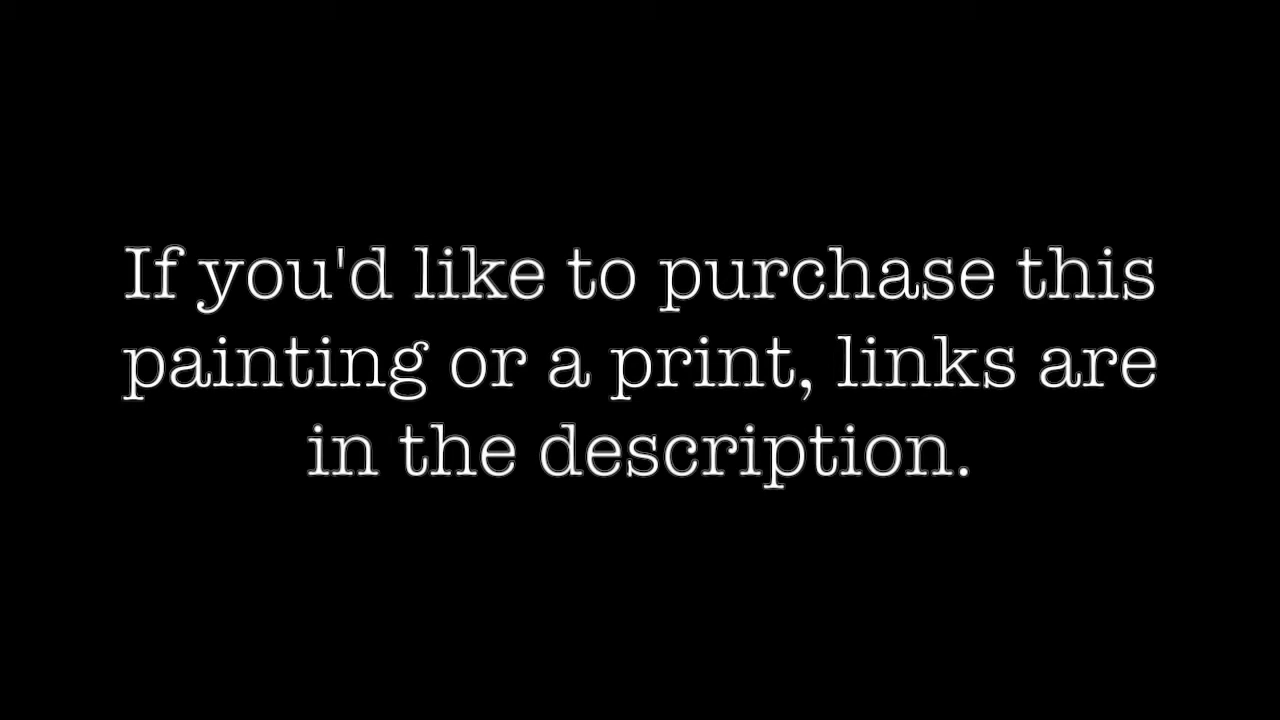 If you'd like to purchase this
painting or a print, links are
in the description.